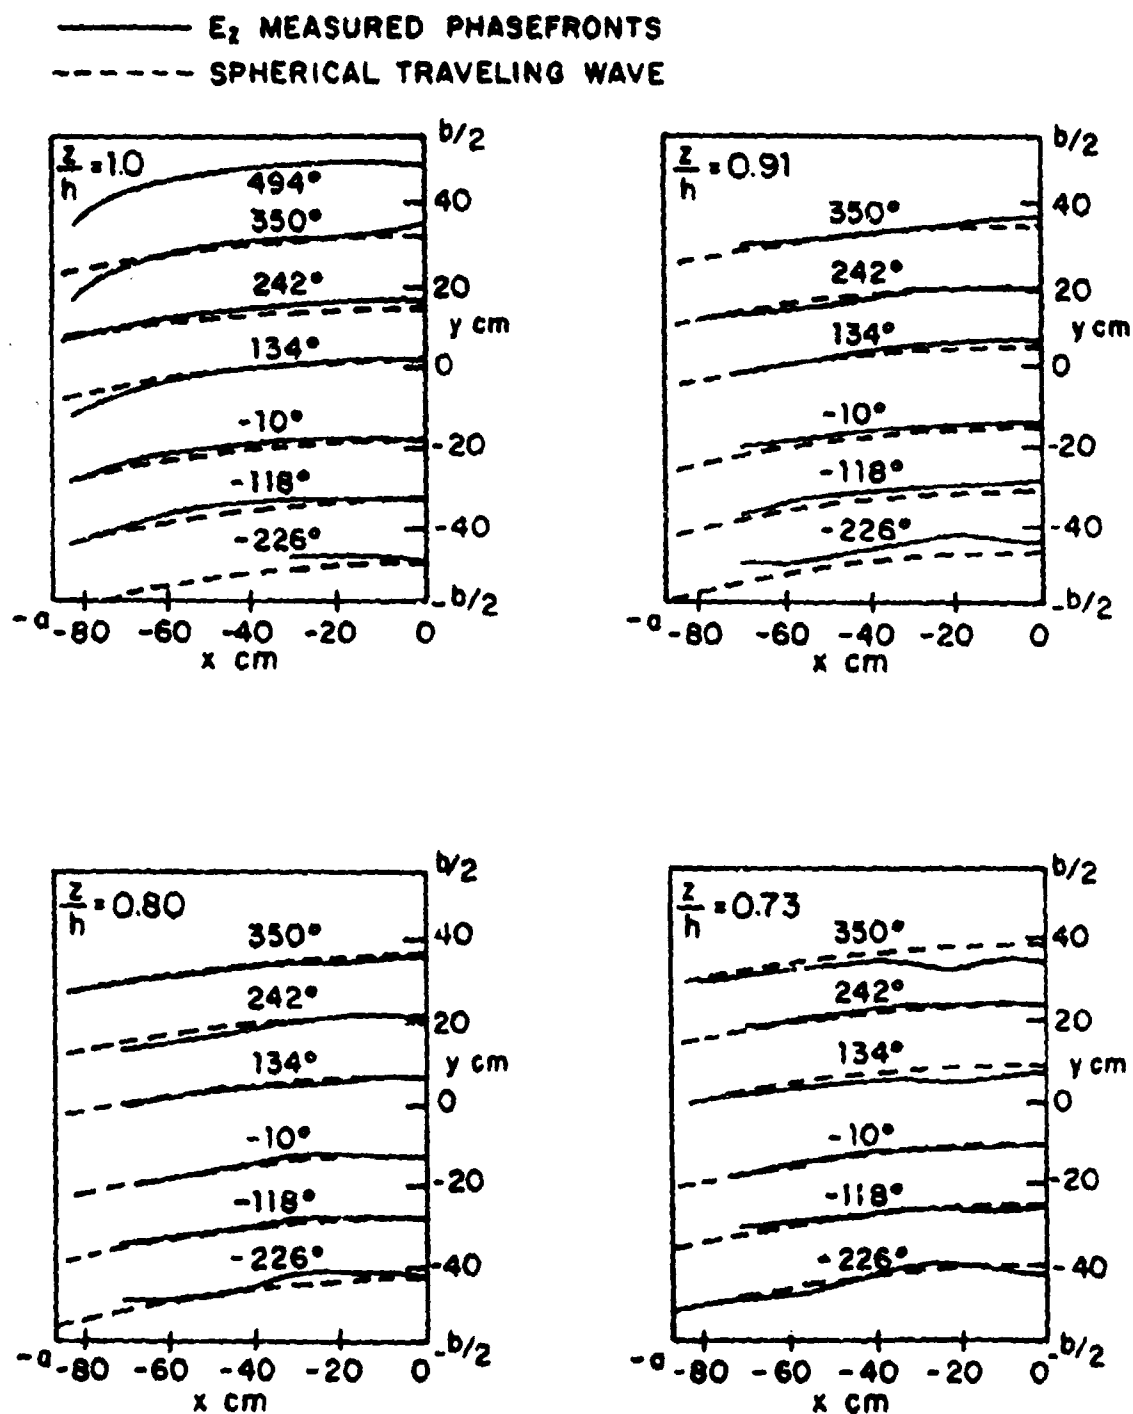 E₂ MEASURED PHASEFRONTS
SPHERICAL TRAVELING WAVE
z/h = 1.0
494°
350°
242°
134°
-10°
-118°
-226°
b/2
40
20
y cm
0
-20
-40
-b/2
-a -80 -60 -40 -20 0
x cm
z/h = 0.91
350°
242°
134°
-10°
-118°
-226°
b/2
40
20
y cm
0
-20
-40
-b/2
-a -80 -60 -40 -20 0
x cm
z/h = 0.80
350°
242°
134°
-10°
-118°
-226°
b/2
40
20
y cm
0
-20
-40
-b/2
-a -80 -60 -40 -20 0
x cm
z/h = 0.73
350°
242°
134°
-10°
-118°
-226°
b/2
40
20
y cm
0
-20
-40
-b/2
-a -80 -60 -40 -20 0
x cm